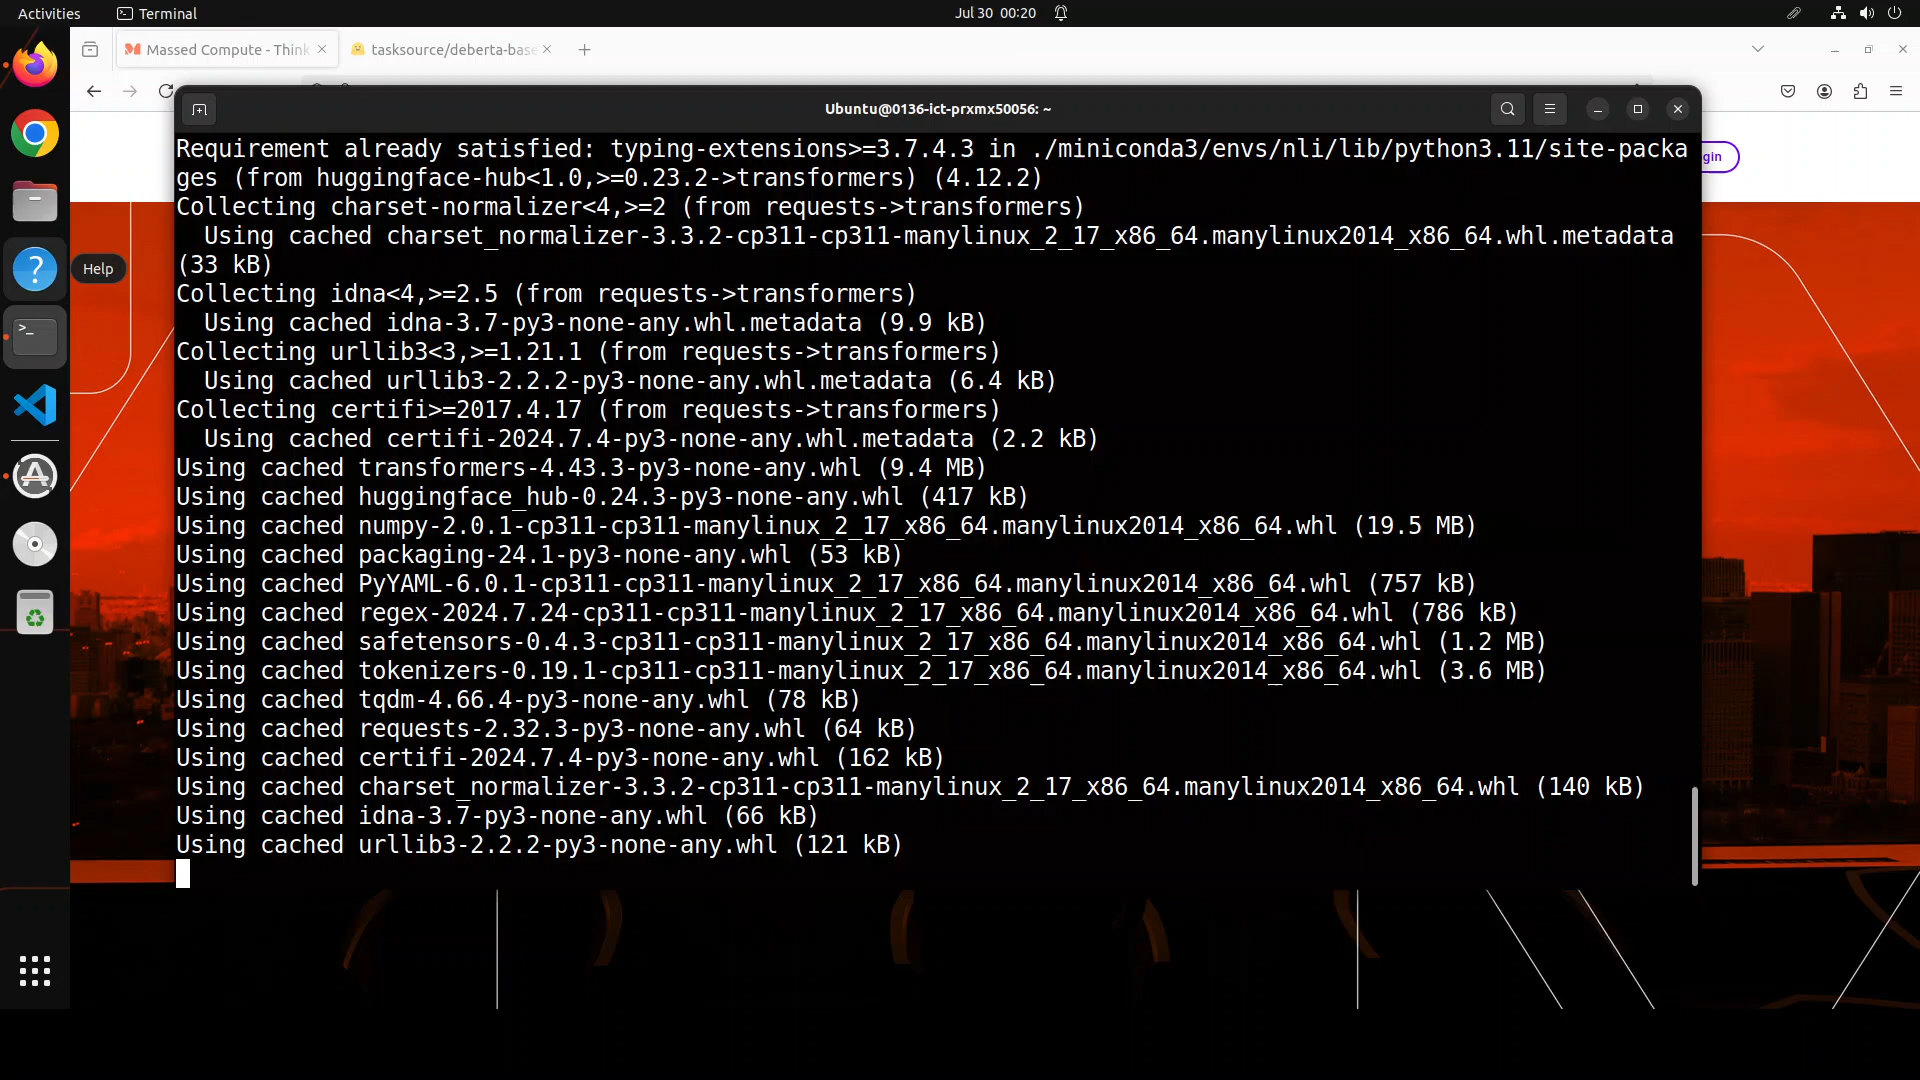 Activities
Terminal
Jul 30 00:20
Massed Compute - Think
tasksource/deberta-base
Ubuntu@0136-ict-prxmx50056: ~
Requirement already satisfied: typing-extensions>=3.7.4.3 in ./miniconda3/envs/nli/lib/python3.11/site-packa
ges (from huggingface-hub<1.0,>=0.23.2->transformers) (4.12.2)
Collecting charset-normalizer<4,>=2 (from requests->transformers)
Using cached charset_normalizer-3.3.2-cp311-cp311-manylinux_2_17_x86_64.manylinux2014_x86_64.whl.metadata
(33 kB)
Collecting idna<4,>=2.5 (from requests->transformers)
Using cached idna-3.7-py3-none-any.whl.metadata (9.9 kB)
Collecting urllib3<3,>=1.21.1 (from requests->transformers)
Using cached urllib3-2.2.2-py3-none-any.whl.metadata (6.4 kB)
Collecting certifi>=2017.4.17 (from requests->transformers)
Using cached certifi-2024.7.4-py3-none-any.whl.metadata (2.2 kB)
Using cached transformers-4.43.3-py3-none-any.whl (9.4 MB)
Using cached huggingface_hub-0.24.3-py3-none-any.whl (417 kB)
Using cached numpy-2.0.1-cp311-cp311-manylinux_2_17_x86_64.manylinux2014_x86_64.whl (19.5 MB)
Using cached packaging-24.1-py3-none-any.whl (53 kB)
Using cached PyYAML-6.0.1-cp311-cp311-manylinux_2_17_x86_64.manylinux2014_x86_64.whl (757 kB)
Using cached regex-2024.7.24-cp311-cp311-manylinux_2_17_x86_64.manylinux2014_x86_64.whl (786 kB)
Using cached safetensors-0.4.3-cp311-cp311-manylinux_2_17_x86_64.manylinux2014_x86_64.whl (1.2 MB)
Using cached tokenizers-0.19.1-cp311-cp311-manylinux_2_17_x86_64.manylinux2014_x86_64.whl (3.6 MB)
Using cached tqdm-4.66.4-py3-none-any.whl (78 kB)
Using cached requests-2.32.3-py3-none-any.whl (64 kB)
Using cached certifi-2024.7.4-py3-none-any.whl (162 kB)
Using cached charset_normalizer-3.3.2-cp311-cp311-manylinux_2_17_x86_64.manylinux2014_x86_64.whl (140 kB)
Using cached idna-3.7-py3-none-any.whl (66 kB)
Using cached urllib3-2.2.2-py3-none-any.whl (121 kB)
Help
gin